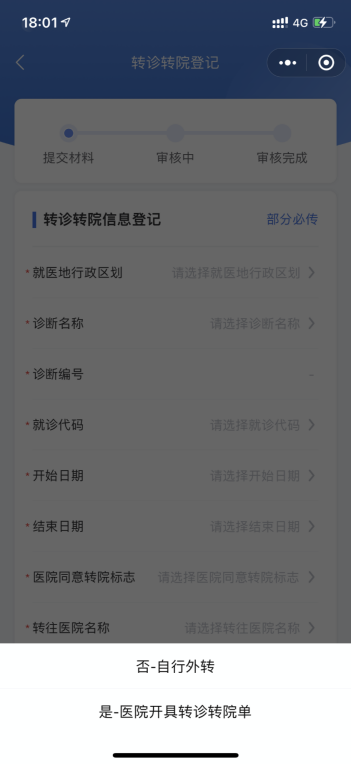 18:01
4G
转诊转院登记
提交材料 审核中 审核完成
转诊转院信息登记 部分必传
*就医地行政区划 请选择就医地行政区划
*诊断名称 请选择诊断名称
*诊断编号 -
*就诊代码 请选择就诊代码
*开始日期 请选择开始日期
*结束日期 请选择结束日期
*医院同意转院标志 请选择医院同意转院标志
*转往医院名称 请选择转往医院名称
否-自行外转
是-医院开具转诊转院单